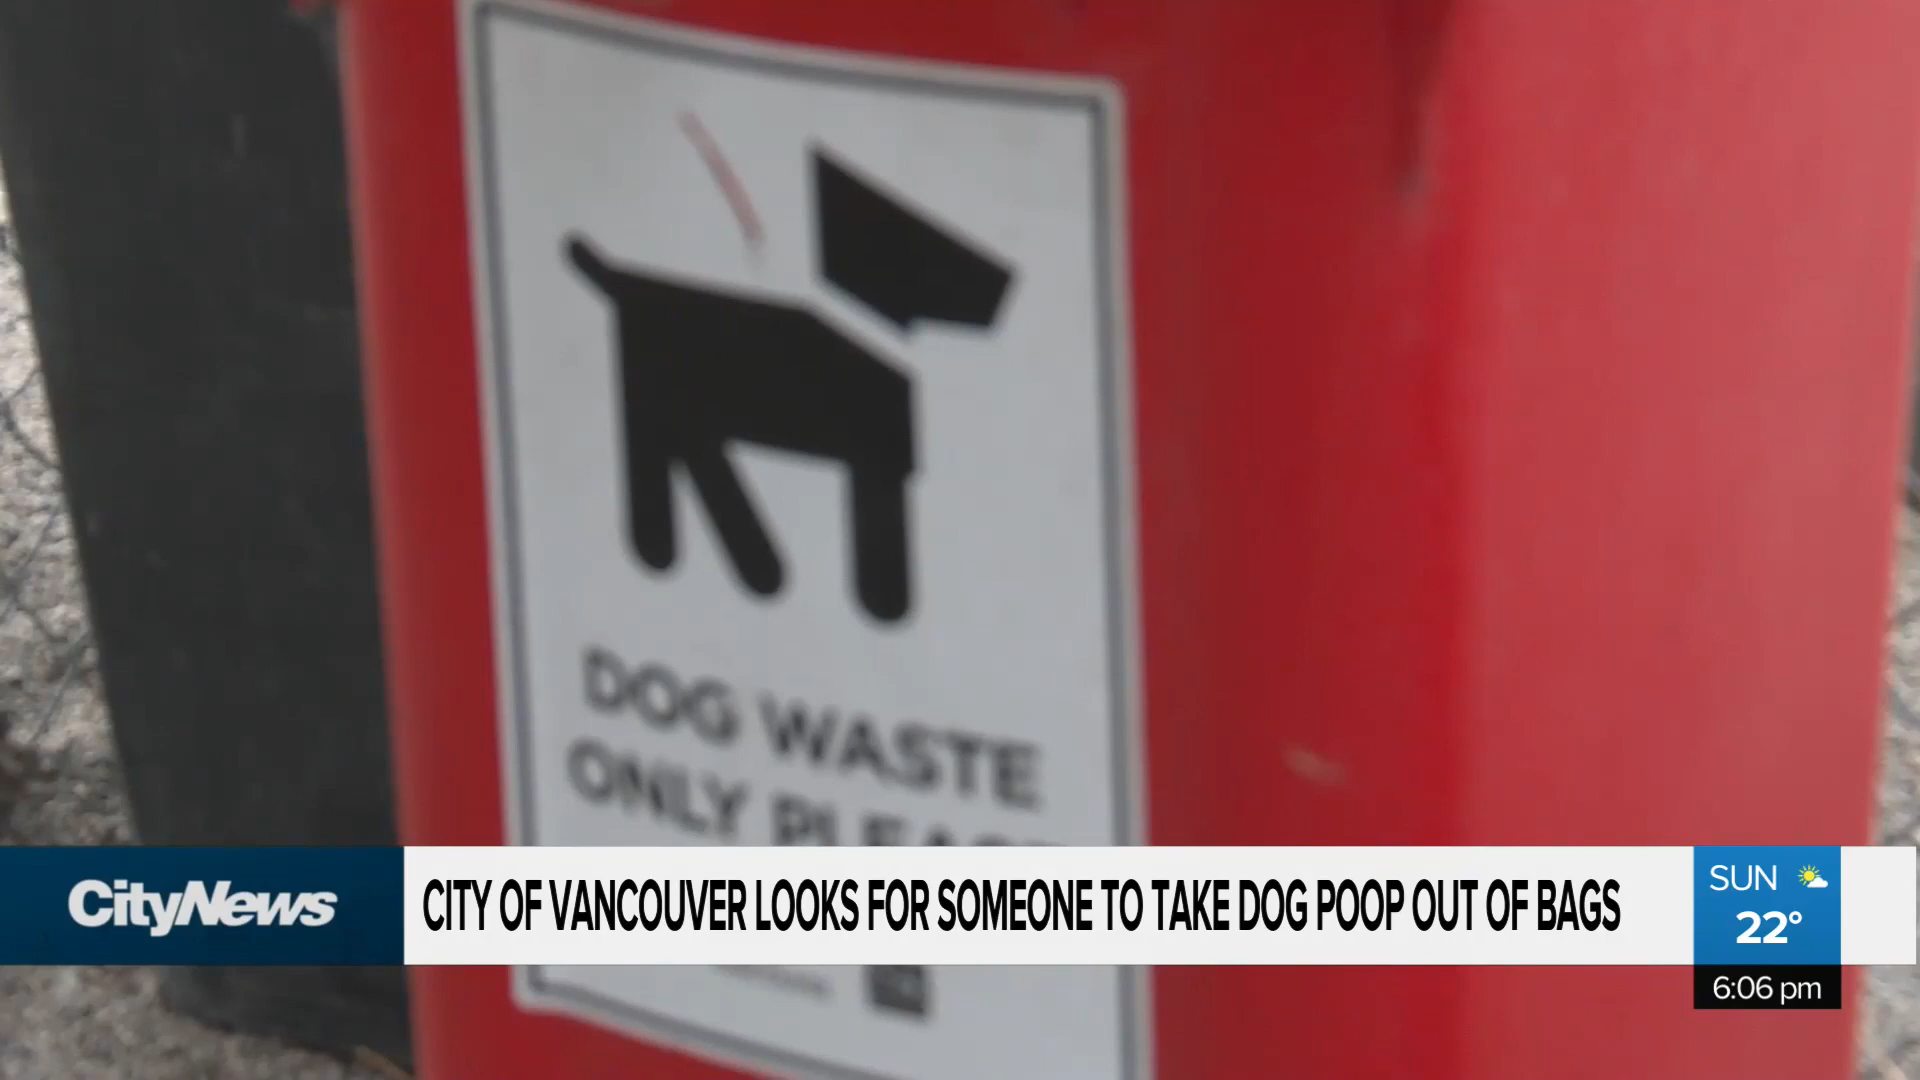 DOG WASTE
ONLY PLEASE
CityNews
CITY OF VANCOUVER LOOKS FOR SOMEONE TO TAKE DOG POOP OUT OF BAGS
SUN
22°
6:06 pm